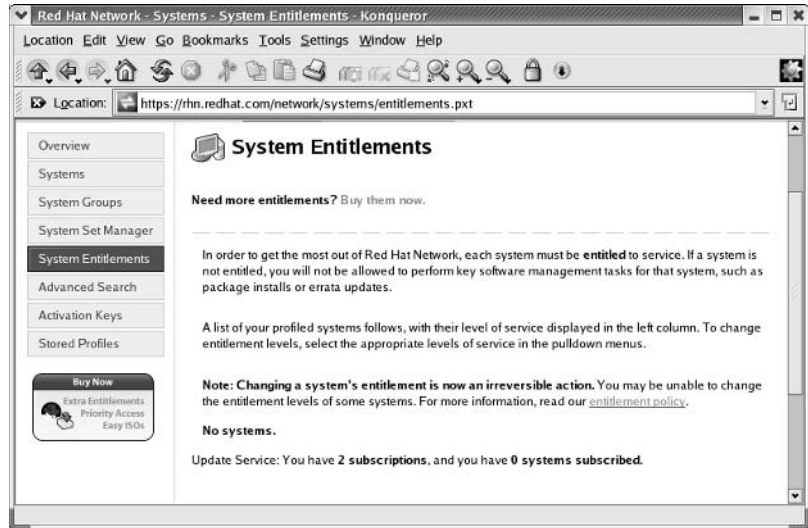 Red Hat Network - Systems - System Entitlements - Konqueror
Location Edit View Go Bookmarks Tools Settings Window Help
Location: https://rhn.redhat.com/network/systems/entitlements.pxt
Overview
Systems
System Groups
System Set Manager
System Entitlements
Advanced Search
Activation Keys
Stored Profiles
Buy Now
Extra Entitlements
Priority Access
Easy ISOs
System Entitlements
Need more entitlements? Buy them now.
In order to get the most out of Red Hat Network, each system must be entitled to service. If a system is
not entitled, you will not be allowed to perform key software management tasks for that system, such as
package installs or errata updates.
A list of your profiled systems follows, with their level of service displayed in the left column. To change
entitlement levels, select the appropriate levels of service in the pulldown menus.
Note: Changing a system's entitlement is now an irreversible action. You may be unable to change
the entitlement levels of some systems. For more information, read our entitlement policy.
No systems.
Update Service: You have 2 subscriptions, and you have 0 systems subscribed.